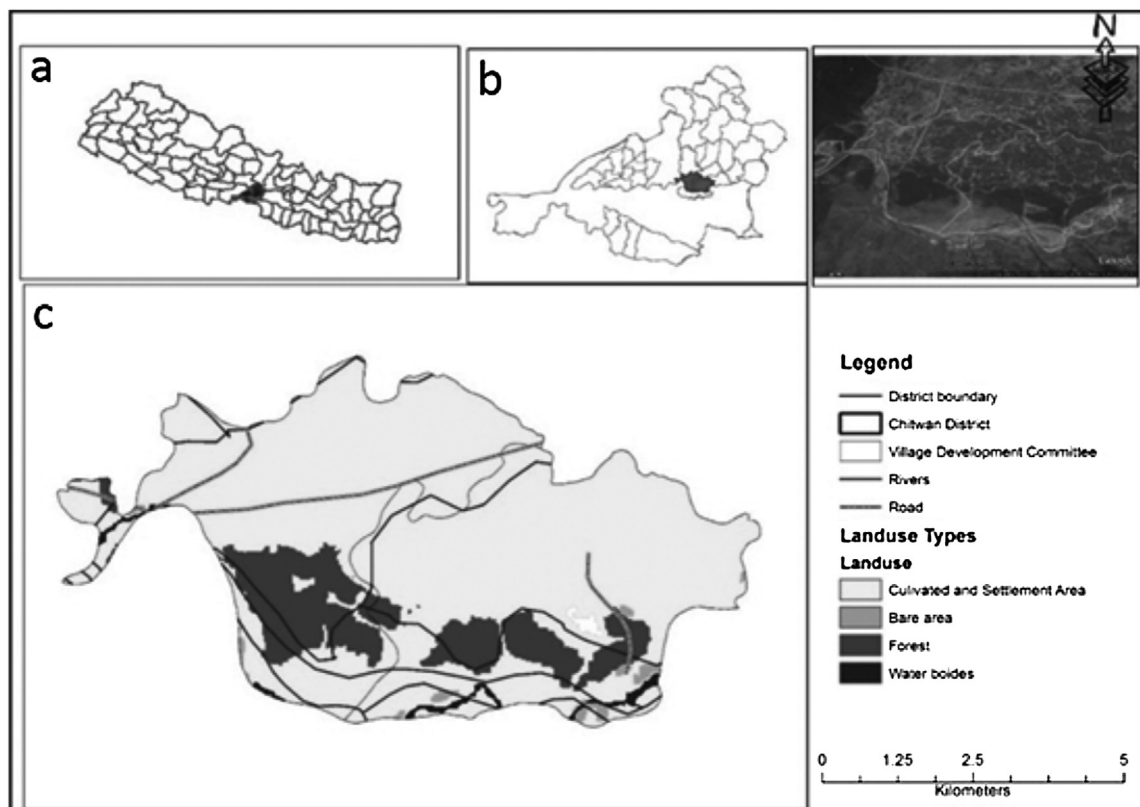 a
b
N
Google
c
Legend
District boundary
Chitwan District
Village Development Committee
Rivers
Road
Landuse Types
Landuse
Culivated and Settlement Area
Bare area
Forest
Water boides
0 1.25 2.5 5
Kilometers